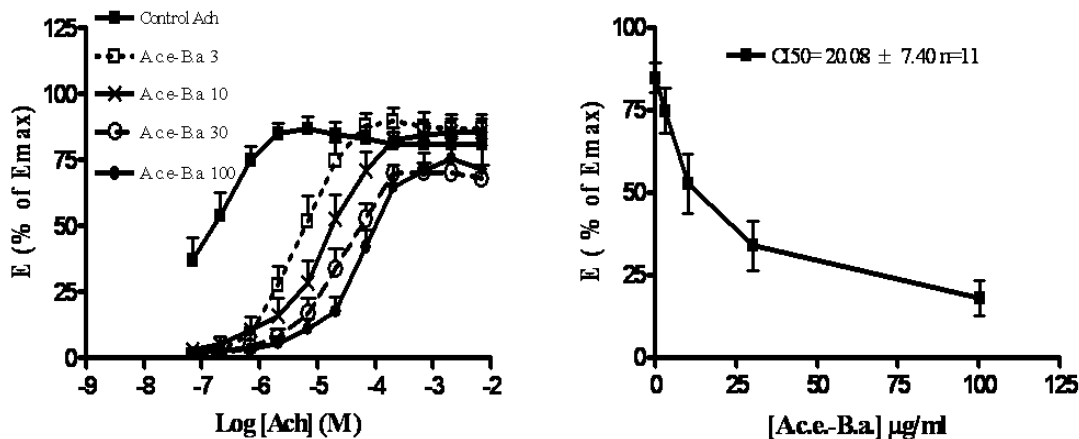 Control Ach
Ace-Ba 3
Ace-Ba 10
Ace-Ba 30
Ace-Ba 100
E (% of Emax)
125
100
75
50
25
0
-9 -8 -7 -6 -5 -4 -3 -2 -1
Log [Ach] (M)
CI50= 20.08 ± 7.40 n=11
E ( % of Emax)
100
75
50
25
0
0 25 50 75 100 125
[A.c.e.-B.a.] µg/ml